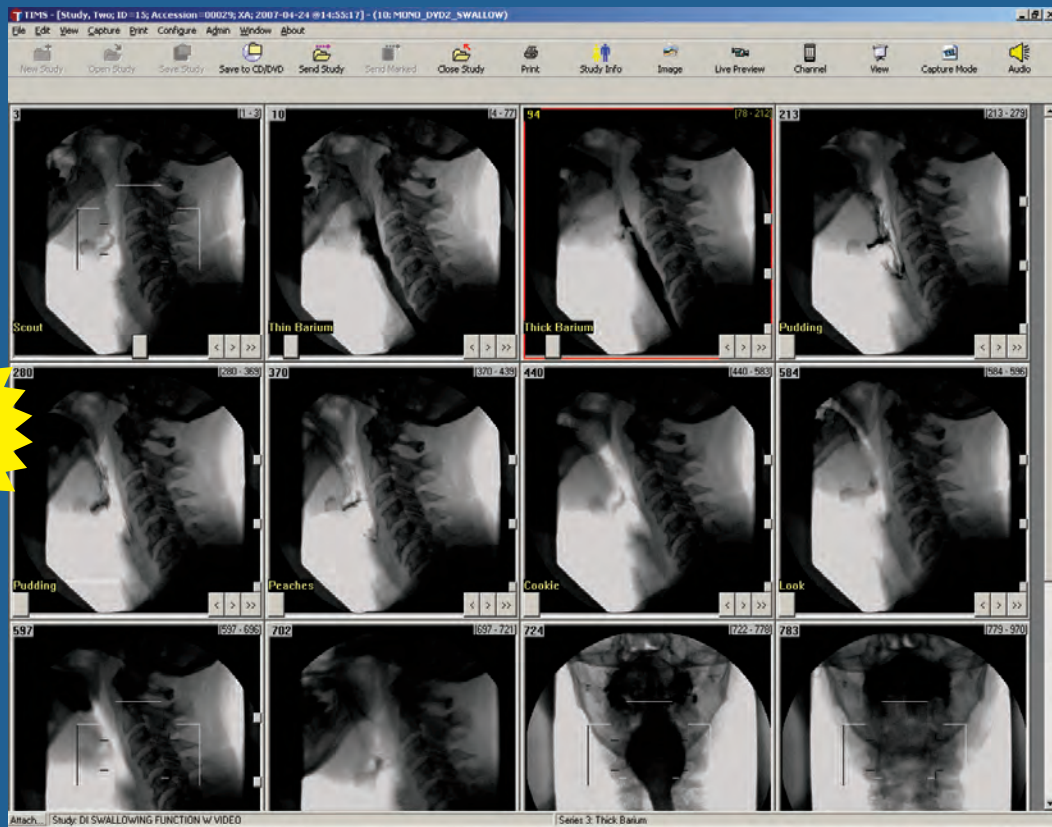 TIMS - [Study, Two; ID=15; Accession=00029; XA; 2007-04-24 @14:55:17] - (10: MONO_DVD2_SWALLOW)
File Edit View Capture Print Configure Admin Window About
New Study Open Study Save Study Save to CD/DVD Send Study Send Marked Close Study Print Study Info Image Live Preview Channel View Capture Mode Audio
3 [1 - 3] 10 [4 - 77] 94 [78 - 212] 213 [213 - 279]
Scout Thin Barium Thick Barium Pudding
< > >> < > >> < > >> < > >>
280 [280 - 369] 370 [370 - 439] 440 [440 - 583] 584 [584 - 596]
Pudding Peaches Cookie Look
< > >> < > >> < > >> < > >>
597 [597 - 696] 702 [697 - 721] 724 [722 - 778] 783 [779 - 970]
Attach... Study: DI SWALLOWING FUNCTION W VIDEO Series 3: Thick Barium